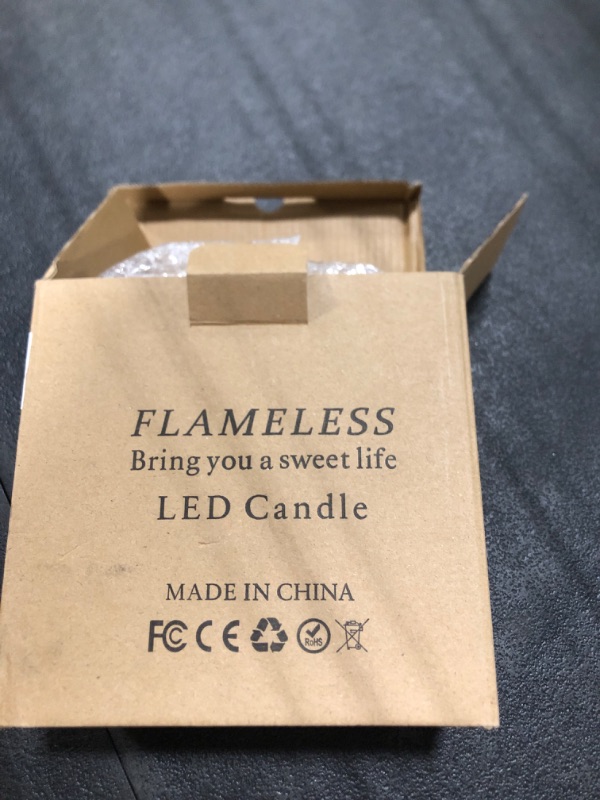 FLAMELESS
Bring you a sweet life
LED Candle
MADE IN CHINA
FC CE RoHS